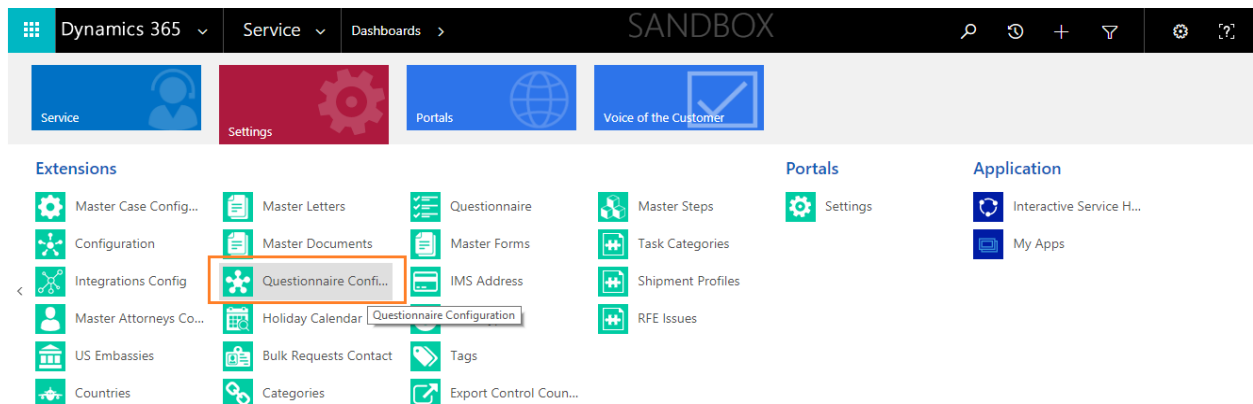 Dynamics 365 Service Dashboards SANDBOX [?]
Service Settings Portals Voice of the Customer
Extensions Portals Application
Master Case Config... Master Letters Questionnaire Master Steps Settings Interactive Service H...
Configuration Master Documents Master Forms Task Categories My Apps
Integrations Config Questionnaire Confi... IMS Address Shipment Profiles
Master Attorneys Co... Holiday Calendar Questionnaire Configuration RFE Issues
US Embassies Bulk Requests Contact Tags
Countries Categories Export Control Coun...